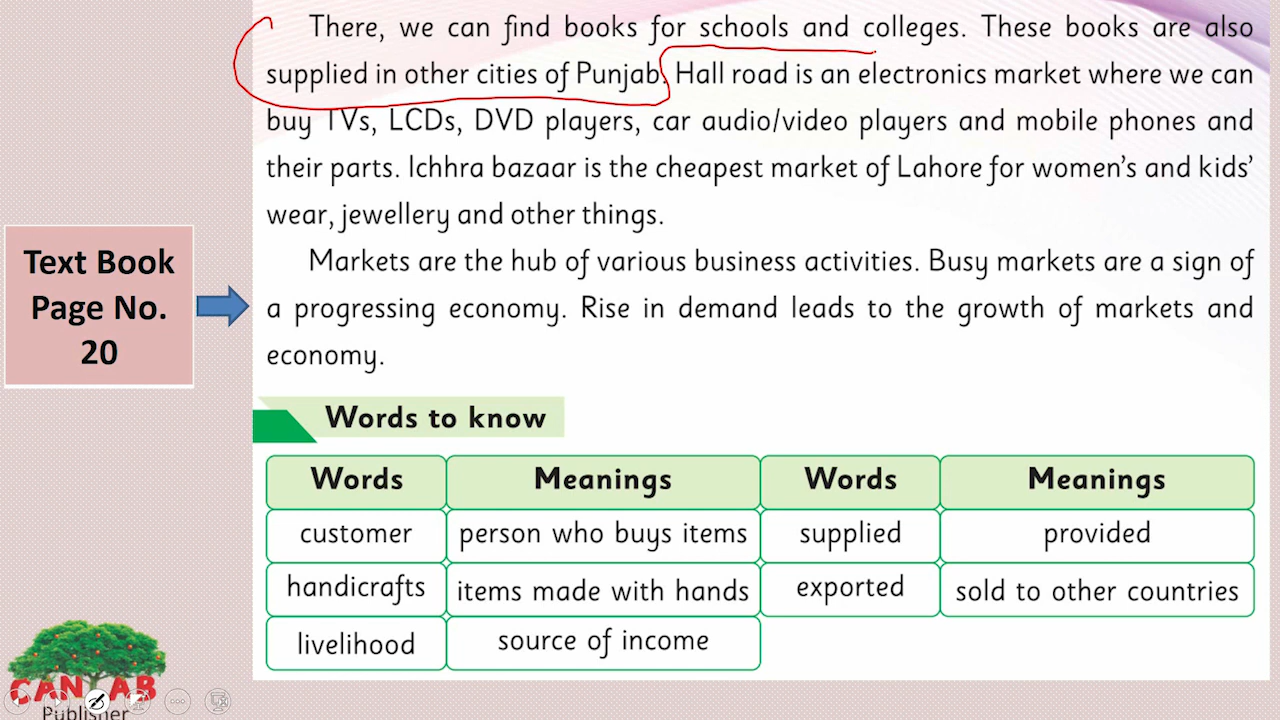 There, we can find books for schools and colleges. These books are also
supplied in other cities of Punjab. Hall road is an electronics market where we can
buy TVs, LCDs, DVD players, car audio/video players and mobile phones and
their parts. Ichhra bazaar is the cheapest market of Lahore for women's and kids'
wear, jewellery and other things.
Markets are the hub of various business activities. Busy markets are a sign of
a progressing economy. Rise in demand leads to the growth of markets and
economy.
Text Book
Page No.
20
Words to know
Words Meanings Words Meanings
customer person who buys items supplied provided
handicrafts items made with hands exported sold to other countries
livelihood source of income
CANTAB
Publisher